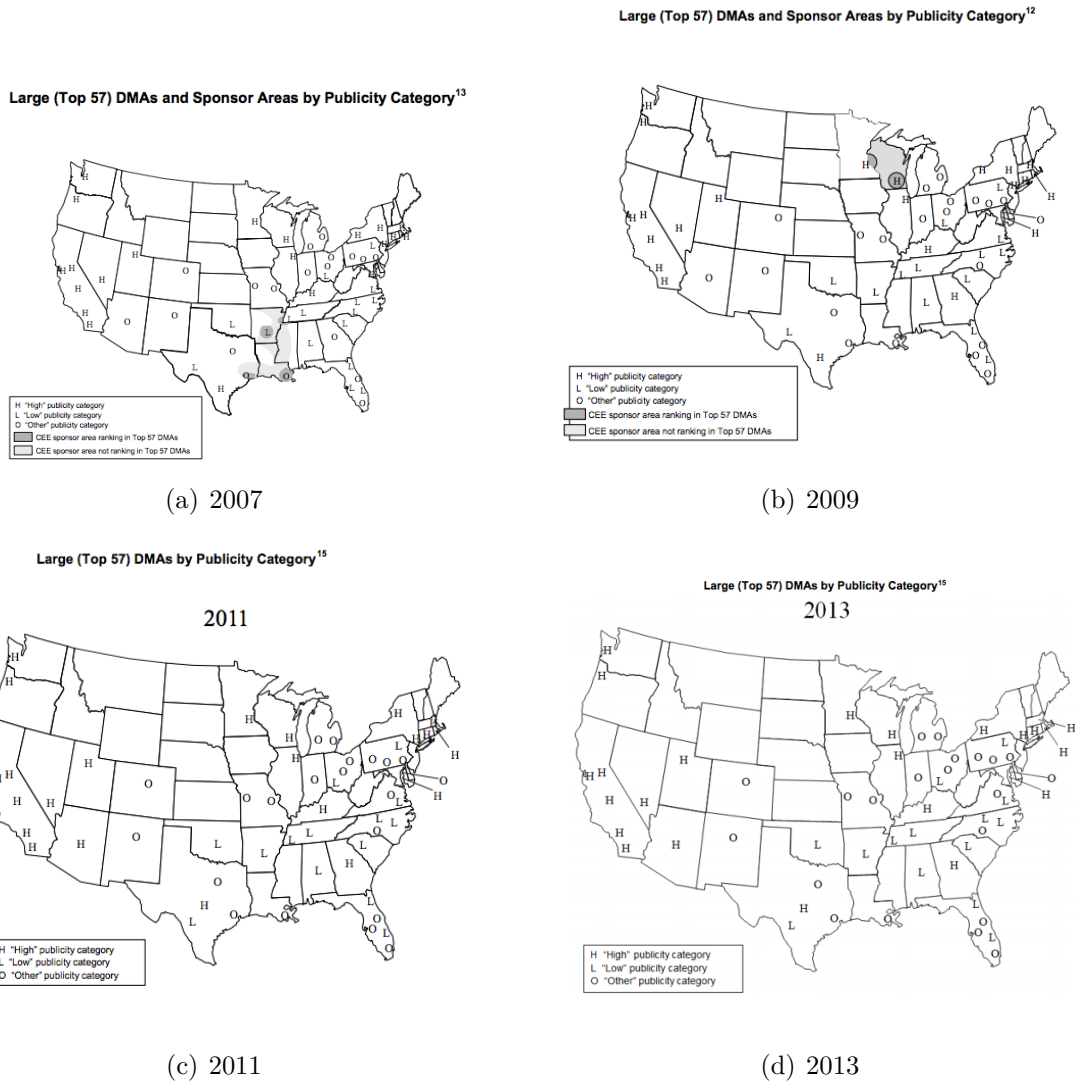 Large (Top 57) DMAs and Sponsor Areas by Publicity Category13
H "High" publicity category
L "Low" publicity category
O "Other" publicity category
CEE sponsor area ranking in Top 57 DMAs
CEE sponsor area not ranking in Top 57 DMAs
(a) 2007
Large (Top 57) DMAs and Sponsor Areas by Publicity Category12
H "High" publicity category
L "Low" publicity category
O "Other" publicity category
CEE sponsor area ranking in Top 57 DMAs
CEE sponsor area not ranking in Top 57 DMAs
(b) 2009
Large (Top 57) DMAs by Publicity Category15
2011
H "High" publicity category
L "Low" publicity category
O "Other" publicity category
(c) 2011
Large (Top 57) DMAs by Publicity Category15
2013
H "High" publicity category
L "Low" publicity category
O "Other" publicity category
(d) 2013